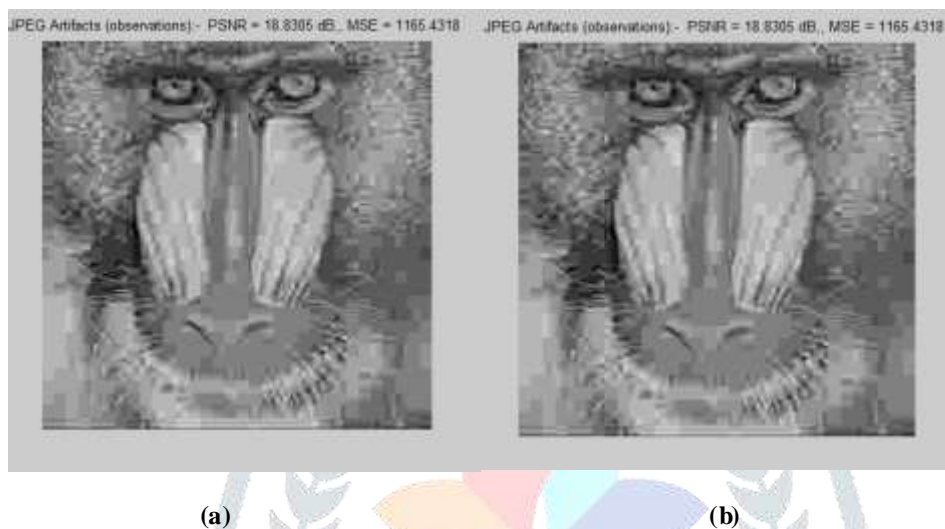 JPEG Artifacts (observations):- PSNR = 18.8305 dB., MSE = 1165.4318
JPEG Artifacts (observations):- PSNR = 18.8305 dB., MSE = 1165.4318
(a)
(b)